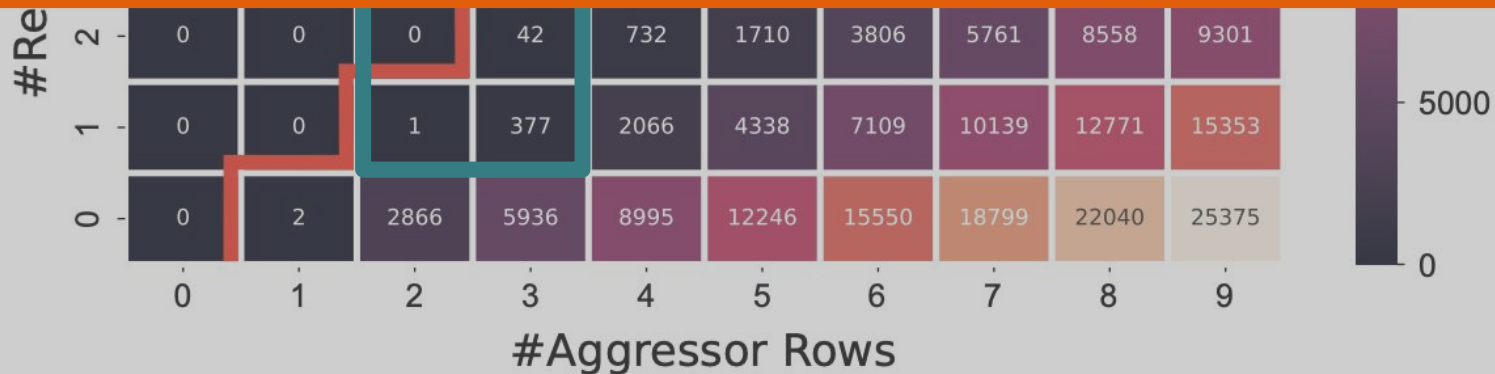 #Re
2 0 0 0 42 732 1710 3806 5761 8558 9301
1 0 0 1 377 2066 4338 7109 10139 12771 15353
0 0 2 2866 5936 8995 12246 15550 18799 22040 25375
0 1 2 3 4 5 6 7 8 9
#Aggressor Rows
5000
0